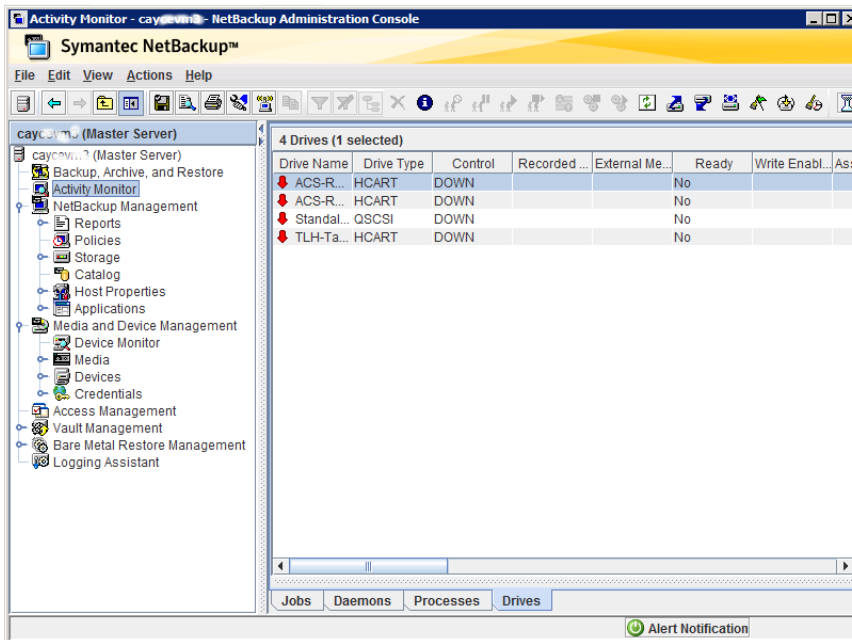 Activity Monitor - - NetBackup Administration Console
Symantec NetBackup™
File Edit View Actions Help
(Master Server)
(Master Server)
Backup, Archive, and Restore
Activity Monitor
NetBackup Management
Reports
Policies
Storage
Catalog
Host Properties
Applications
Media and Device Management
Device Monitor
Media
Devices
Credentials
Access Management
Vault Management
Bare Metal Restore Management
Logging Assistant
4 Drives (1 selected)
Drive Name Drive Type Control Recorded ... External Me... Ready Write Enabl... Ass
ACS-R... HCART DOWN No
ACS-R... HCART DOWN No
Standal... QSCSI DOWN No
TLH-Ta... HCART DOWN No
Jobs Daemons Processes Drives
Alert Notification